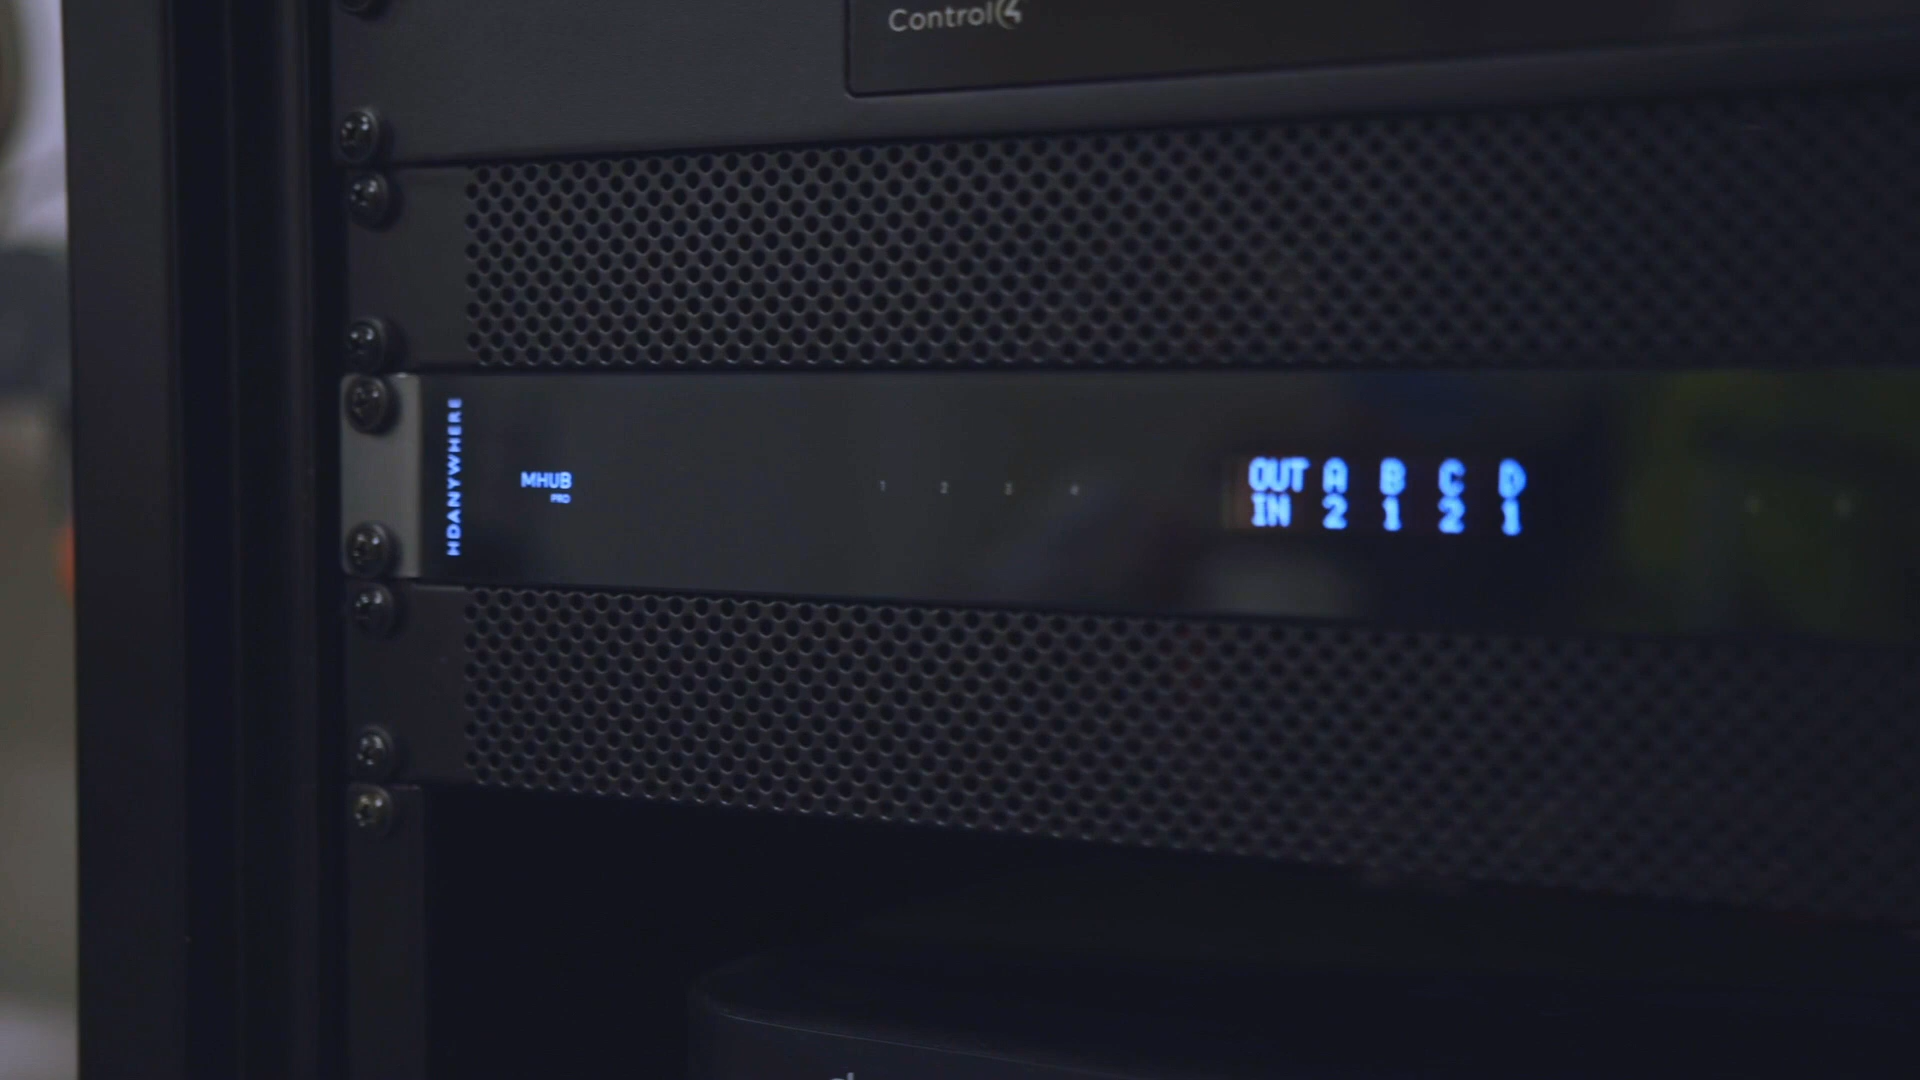 Control4
HDANYWHERE
MHUB
PRO
1 2 3 4
OUT A B C D
IN 2 1 2 1